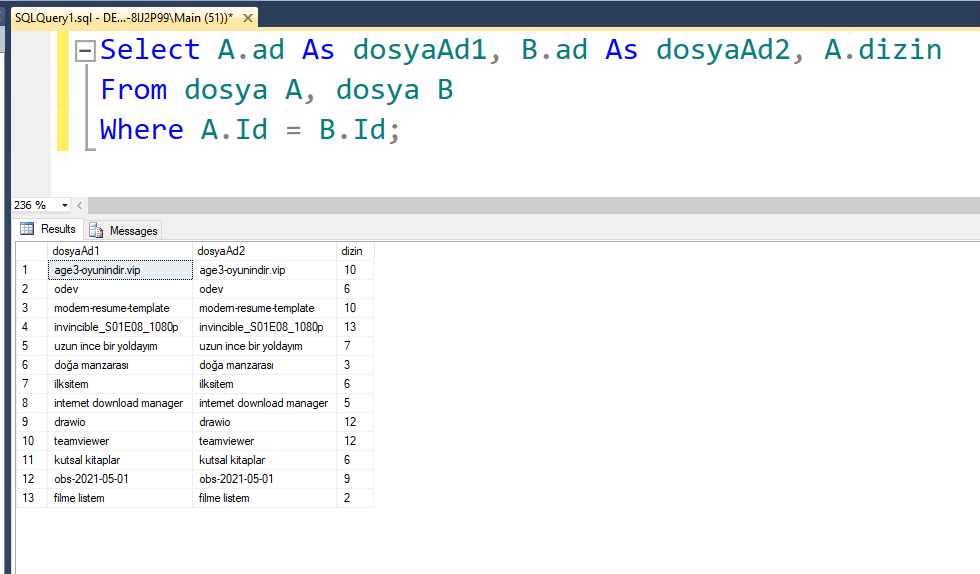 SQLQuery1.sql - DE...-8IJ2P99\Main (51))* ×
Select A.ad As dosyaAd1, B.ad As dosyaAd2, A.dizin
From dosya A, dosya B
Where A.Id = B.Id;
236 %
Results Messages
dosyaAd1 dosyaAd2 dizin
1 age3-oyunindir.vip age3-oyunindir.vip 10
2 odev odev 6
3 modern-resume-template modern-resume-template 10
4 invincible_S01E08_1080p invincible_S01E08_1080p 13
5 uzun ince bir yoldayım uzun ince bir yoldayım 7
6 doğa manzarası doğa manzarası 3
7 ilksitem ilksitem 6
8 internet download manager internet download manager 5
9 drawio drawio 12
10 teamviewer teamviewer 12
11 kutsal kitaplar kutsal kitaplar 6
12 obs-2021-05-01 obs-2021-05-01 9
13 filme listem filme listem 2